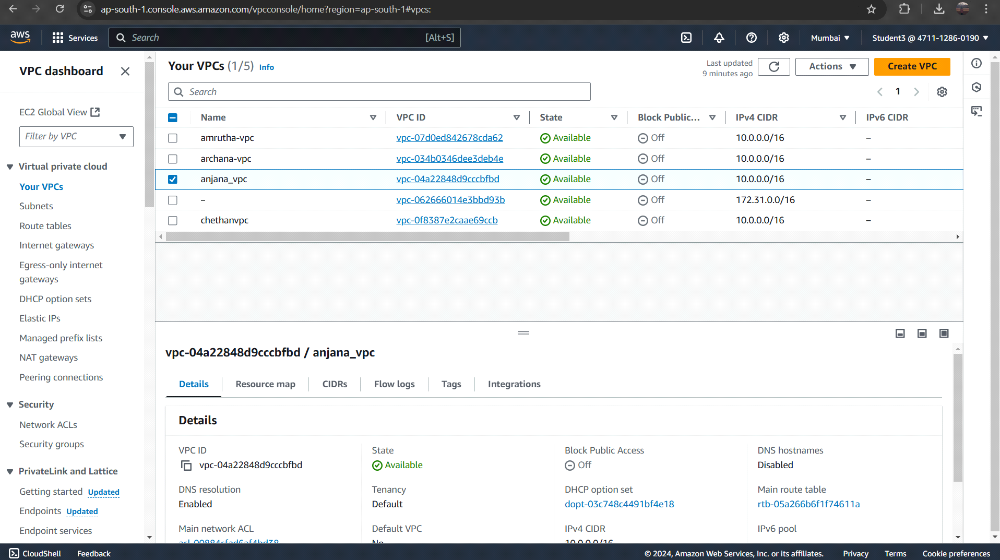 ap-south-1.console.aws.amazon.com/vpcconsole/home?region=ap-south-1#vpcs:
aws
Services
Search
[Alt+S]
Mumbai
Student3 @ 4711-1286-0190
VPC dashboard
EC2 Global View
Filter by VPC
Virtual private cloud
Your VPCs
Subnets
Route tables
Internet gateways
Egress-only internet
gateways
DHCP option sets
Elastic IPs
Managed prefix lists
NAT gateways
Peering connections
Security
Network ACLs
Security groups
PrivateLink and Lattice
Getting started Updated
Endpoints Updated
Endpoint services
Your VPCs (1/5) Info
Last updated
9 minutes ago
Actions
Create VPC
Search
1
Name VPC ID State Block Public... IPv4 CIDR IPv6 CIDR
amrutha-vpc vpc-07d0ed842678cda62 Available Off 10.0.0.0/16 –
archana-vpc vpc-034b0346dee3deb4e Available Off 10.0.0.0/16 –
anjana_vpc vpc-04a22848d9cccbfbd Available Off 10.0.0.0/16 –
– vpc-062666014e3bbd93b Available Off 172.31.0.0/16 –
chethanvpc vpc-0f8387e2caae69ccb Available Off 10.0.0.0/16 –
vpc-04a22848d9cccbfbd / anjana_vpc
Details Resource map CIDRs Flow logs Tags Integrations
Details
VPC ID
vpc-04a22848d9cccbfbd
State
Available
Block Public Access
Off
DNS hostnames
Disabled
DNS resolution
Enabled
Tenancy
Default
DHCP option set
dopt-03c748c4491bf4e18
Main route table
rtb-05a266b6f1f74611a
Main network ACL
Default VPC
No
IPv4 CIDR
10.0.0.0/16
IPv6 pool
CloudShell
Feedback
© 2024, Amazon Web Services, Inc. or its affiliates.
Privacy
Terms
Cookie preferences